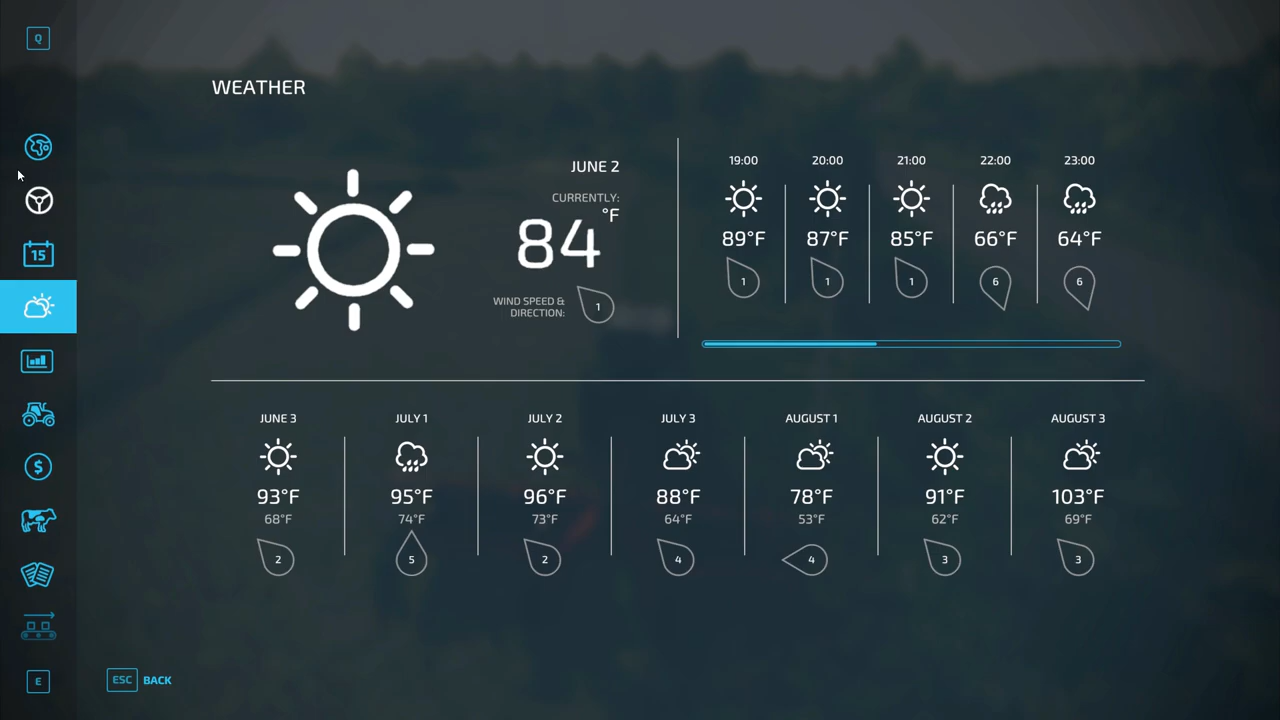 Q
WEATHER
15
JUNE 2
CURRENTLY:
84 °F
WIND SPEED &
DIRECTION:
1
19:00 20:00 21:00 22:00 23:00
89°F 87°F 85°F 66°F 64°F
1 1 1 6 6
JUNE 3 JULY 1 JULY 2 JULY 3 AUGUST 1 AUGUST 2 AUGUST 3
93°F 95°F 96°F 88°F 78°F 91°F 103°F
68°F 74°F 73°F 64°F 53°F 62°F 69°F
2 5 2 4 4 3 3
$
E
ESC BACK